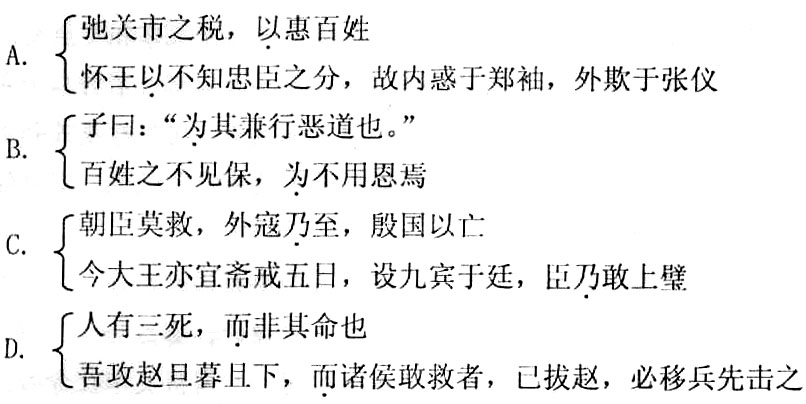 A. 弛关市之税，以惠百姓
怀王以不知忠臣之分，故内惑于郑袖，外欺于张仪
B. 子曰：“为其兼行恶道也。”
百姓之不见保，为不用恩焉
C. 朝臣莫救，外寇乃至，殷国以亡
今大王亦宜斋戒五日，设九宾于廷，臣乃敢上璧
D. 人有三死，而非其命也
吾攻赵旦暮且下，而诸侯敢救者，已拔赵，必移兵先击之